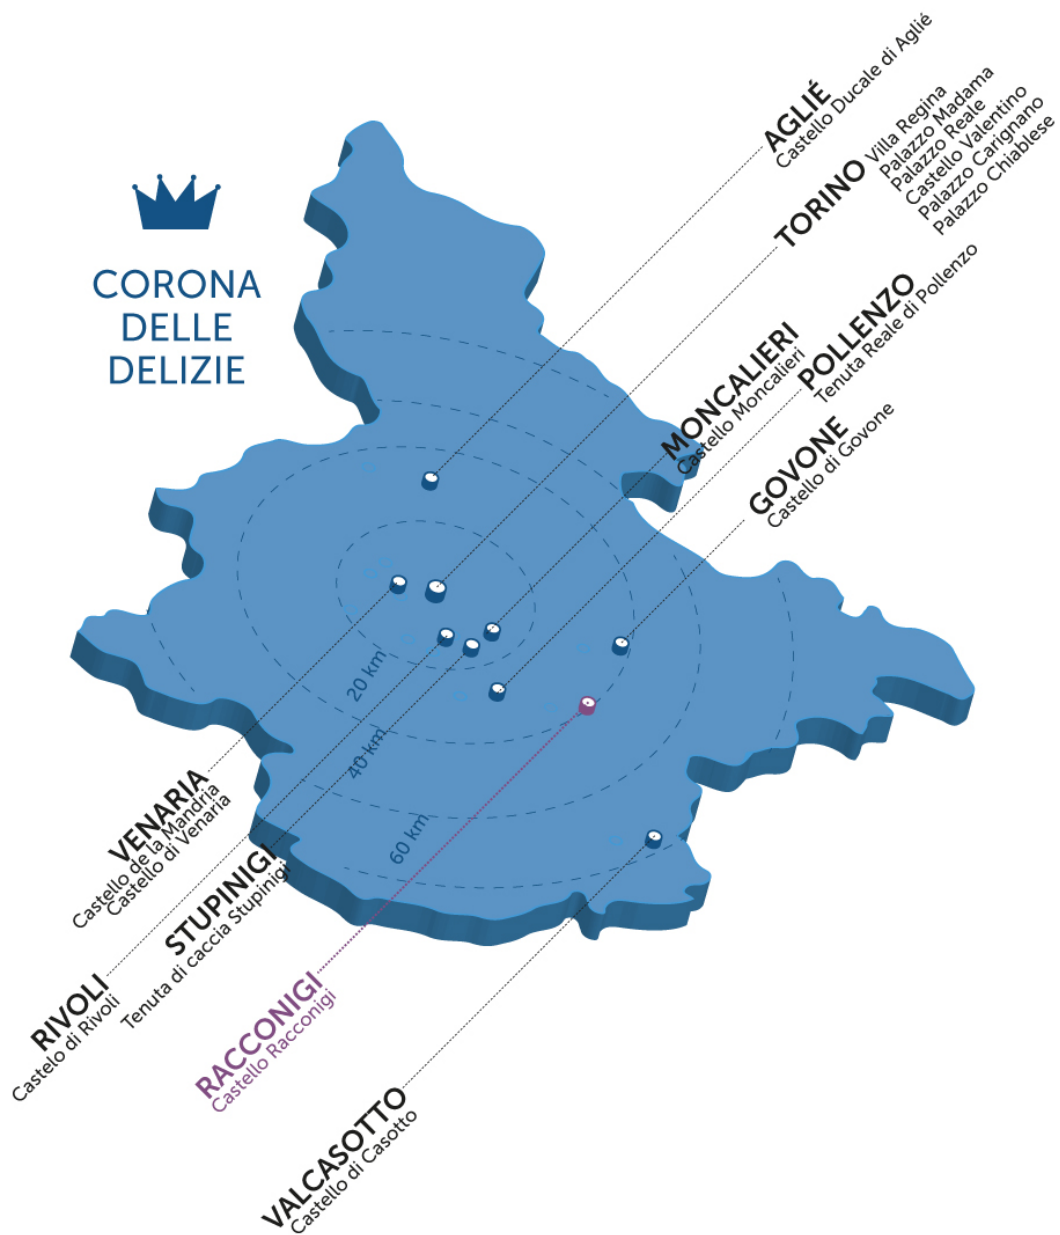 CORONA
DELLE
DELIZIE
AGLIÉ
Castello Ducale di Aglié
TORINO
Villa Regina
Palazzo Madama
Palazzo Reale
Castello Valentino
Palazzo Carignano
Palazzo Chiablese
MONCALIERI
Castello Moncalieri
POLLENZO
Tenuta Reale di Pollenzo
GOVONE
Castello di Govone
20 km
40 km
60 km
VENARIA
Castello de la Mandria
Castello di Venaria
STUPINIGI
Tenuta di caccia Stupinigi
RIVOLI
Castelo di Rivoli
RACCONIGI
Castello Racconigi
VALCASOTTO
Castello di Casotto